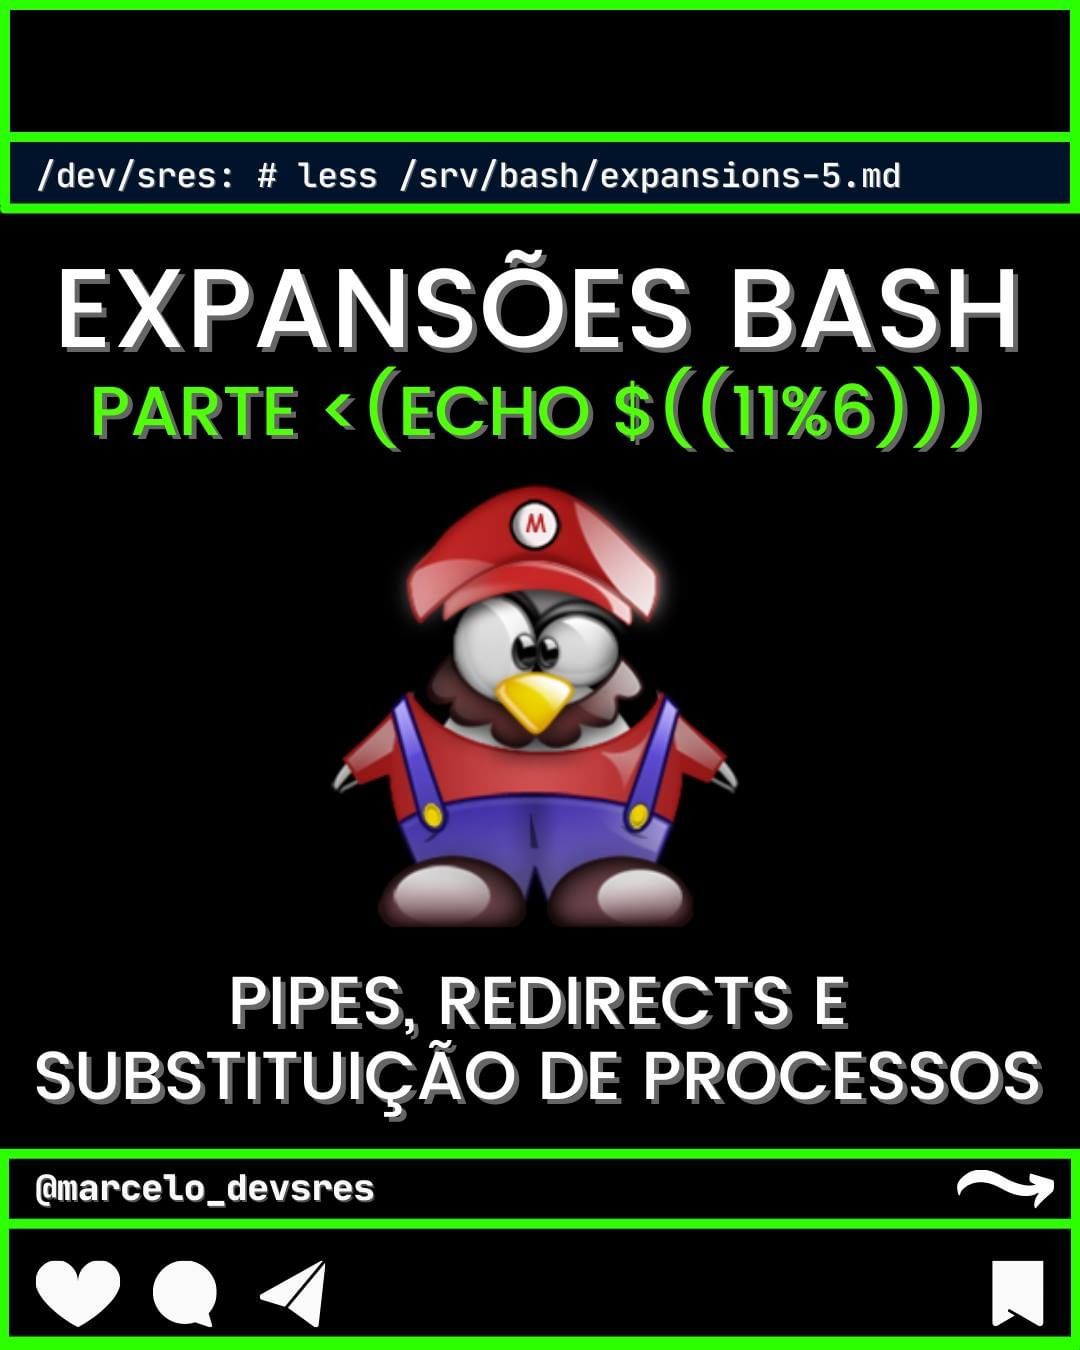 /dev/sres: # less /srv/bash/expansions-5.md
EXPANSÕES BASH
PARTE <(ECHO $((11%6)))
M
PIPES, REDIRECTS E
SUBSTITUIÇÃO DE PROCESSOS
@marcelo_devsres